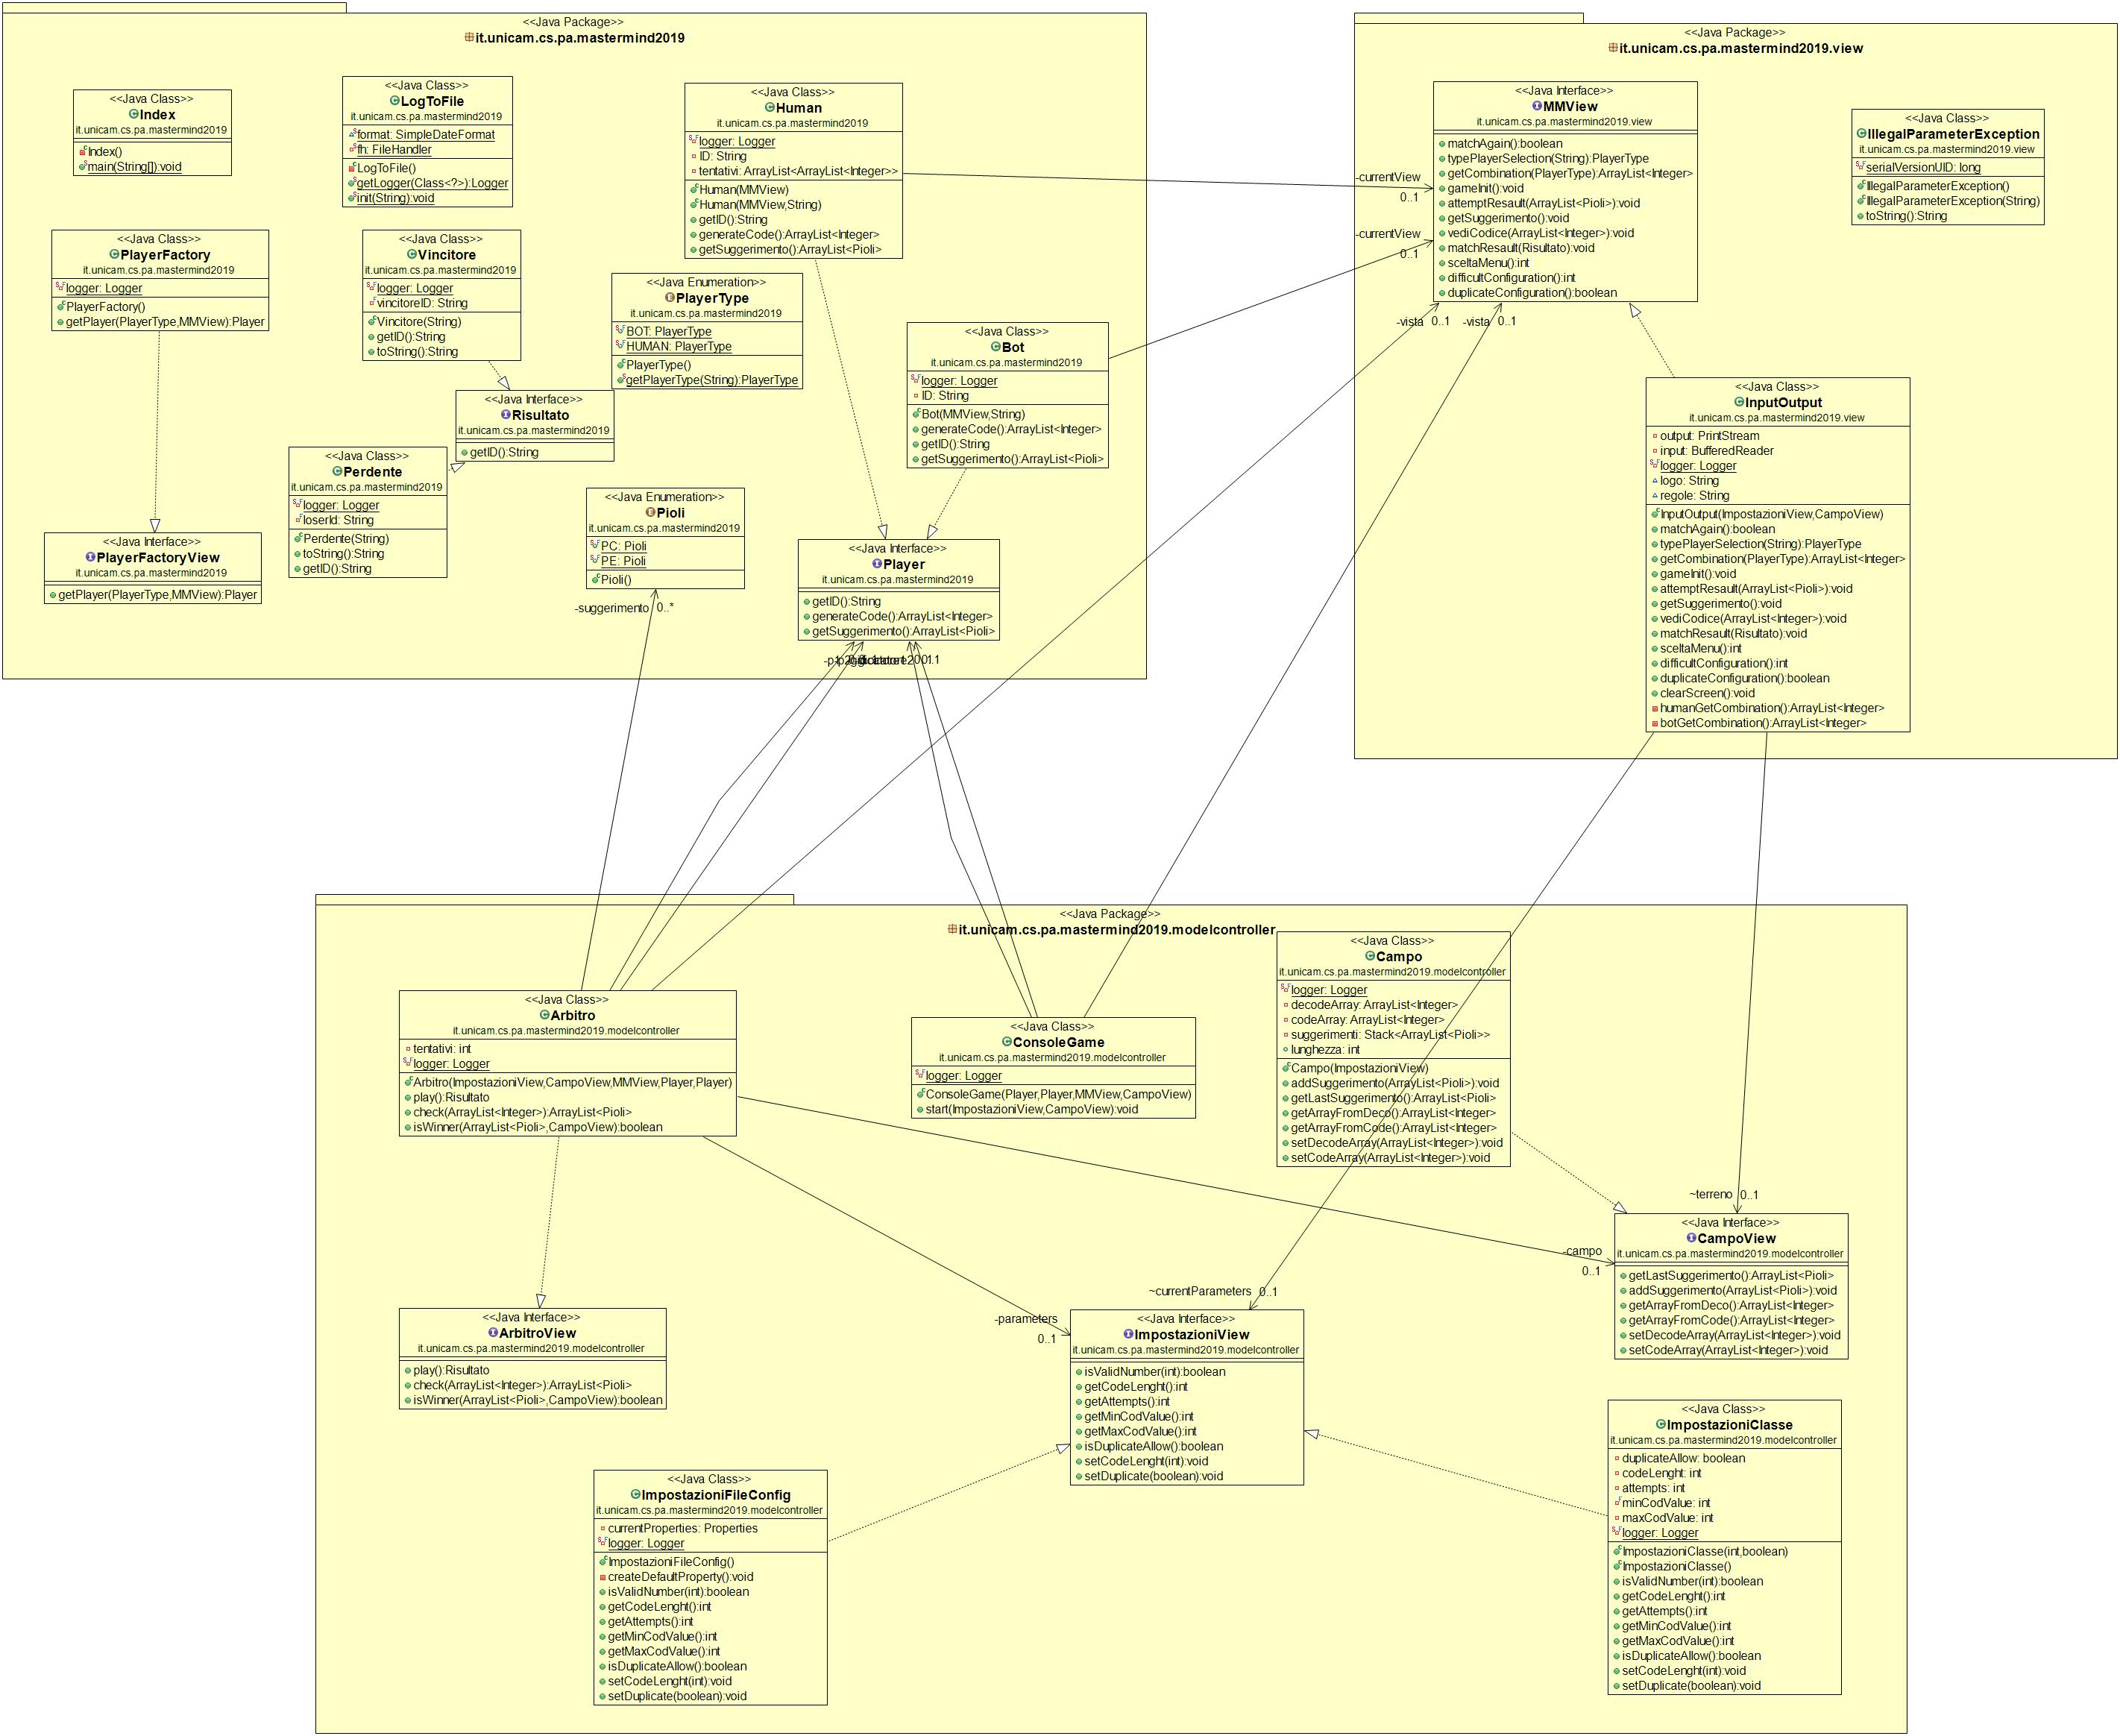 <<Java Package>>
it.unicam.cs.pa.mastermind2019
<<Java Class>>
Index
it.unicam.cs.pa.mastermind2019
Index()
main(String[]):void
<<Java Class>>
LogToFile
it.unicam.cs.pa.mastermind2019
format: SimpleDateFormat
fh: FileHandler
LogToFile()
getLogger(Class<?>):Logger
init(String):void
<<Java Class>>
Human
it.unicam.cs.pa.mastermind2019
logger: Logger
ID: String
tentativi: ArrayList<ArrayList<Integer>>
Human(MMView)
Human(MMView,String)
getID():String
generateCode():ArrayList<Integer>
getSuggerimento():ArrayList<Pioli>
<<Java Class>>
PlayerFactory
it.unicam.cs.pa.mastermind2019
logger: Logger
PlayerFactory()
getPlayer(PlayerType,MMView):Player
<<Java Class>>
Vincitore
it.unicam.cs.pa.mastermind2019
logger: Logger
vincitoreID: String
Vincitore(String)
getID():String
toString():String
<<Java Enumeration>>
PlayerType
it.unicam.cs.pa.mastermind2019
BOT: PlayerType
HUMAN: PlayerType
PlayerType()
getPlayerType(String):PlayerType
<<Java Class>>
Bot
it.unicam.cs.pa.mastermind2019
logger: Logger
ID: String
Bot(MMView,String)
generateCode():ArrayList<Integer>
getID():String
getSuggerimento():ArrayList<Pioli>
<<Java Interface>>
Risultato
it.unicam.cs.pa.mastermind2019
getID():String
<<Java Class>>
Perdente
it.unicam.cs.pa.mastermind2019
logger: Logger
loserId: String
Perdente(String)
toString():String
getID():String
<<Java Enumeration>>
Pioli
it.unicam.cs.pa.mastermind2019
PC: Pioli
PE: Pioli
Pioli()
<<Java Interface>>
PlayerFactoryView
it.unicam.cs.pa.mastermind2019
getPlayer(PlayerType,MMView):Player
<<Java Interface>>
Player
it.unicam.cs.pa.mastermind2019
getID():String
generateCode():ArrayList<Integer>
getSuggerimento():ArrayList<Pioli>
-suggerimento 0..*
<<Java Package>>
it.unicam.cs.pa.mastermind2019.view
<<Java Interface>>
MMView
it.unicam.cs.pa.mastermind2019.view
matchAgain():boolean
typePlayerSelection(String):PlayerType
getCombination(PlayerType):ArrayList<Integer>
gameInit():void
attemptResault(ArrayList<Pioli>):void
getSuggerimento():void
vediCodice(ArrayList<Integer>):void
matchResault(Risultato):void
sceltaMenu():int
difficultConfiguration():int
duplicateConfiguration():boolean
-currentView
0..1
-currentView
0..1
-vista 0..1
-vista 0..1
<<Java Class>>
IllegalParameterException
it.unicam.cs.pa.mastermind2019.view
serialVersionUID: long
IllegalParameterException()
IllegalParameterException(String)
toString():String
<<Java Class>>
InputOutput
it.unicam.cs.pa.mastermind2019.view
output: PrintStream
input: BufferedReader
logger: Logger
logo: String
regole: String
InputOutput(ImpostazioniView,CampoView)
matchAgain():boolean
typePlayerSelection(String):PlayerType
getCombination(PlayerType):ArrayList<Integer>
gameInit():void
attemptResault(ArrayList<Pioli>):void
getSuggerimento():void
vediCodice(ArrayList<Integer>):void
matchResault(Risultato):void
sceltaMenu():int
difficultConfiguration():int
duplicateConfiguration():boolean
clearScreen():void
humanGetCombination():ArrayList<Integer>
botGetCombination():ArrayList<Integer>
<<Java Package>>
it.unicam.cs.pa.mastermind2019.modelcontroller
<<Java Class>>
Arbitro
it.unicam.cs.pa.mastermind2019.modelcontroller
tentativi: int
logger: Logger
Arbitro(ImpostazioniView,CampoView,MMView,Player,Player)
play():Risultato
check(ArrayList<Integer>):ArrayList<Pioli>
isWinner(ArrayList<Pioli>,CampoView):boolean
<<Java Class>>
ConsoleGame
it.unicam.cs.pa.mastermind2019.modelcontroller
logger: Logger
ConsoleGame(Player,Player,MMView,CampoView)
start(ImpostazioniView,CampoView):void
<<Java Class>>
Campo
it.unicam.cs.pa.mastermind2019.modelcontroller
logger: Logger
decodeArray: ArrayList<Integer>
codeArray: ArrayList<Integer>
suggerimenti: Stack<ArrayList<Pioli>>
lunghezza: int
Campo(ImpostazioniView)
addSuggerimento(ArrayList<Pioli>):void
getLastSuggerimento():ArrayList<Pioli>
getArrayFromDeco():ArrayList<Integer>
getArrayFromCode():ArrayList<Integer>
setDecodeArray(ArrayList<Integer>):void
setCodeArray(ArrayList<Integer>):void
~terreno 0..1
-campo
0..1
<<Java Interface>>
CampoView
it.unicam.cs.pa.mastermind2019.modelcontroller
getLastSuggerimento():ArrayList<Pioli>
addSuggerimento(ArrayList<Pioli>):void
getArrayFromDeco():ArrayList<Integer>
getArrayFromCode():ArrayList<Integer>
setDecodeArray(ArrayList<Integer>):void
setCodeArray(ArrayList<Integer>):void
~currentParameters 0..1
-parameters
0..1
<<Java Interface>>
ArbitroView
it.unicam.cs.pa.mastermind2019.modelcontroller
play():Risultato
check(ArrayList<Integer>):ArrayList<Pioli>
isWinner(ArrayList<Pioli>,CampoView):boolean
<<Java Interface>>
ImpostazioniView
it.unicam.cs.pa.mastermind2019.modelcontroller
isValidNumber(int):boolean
getCodeLenght():int
getAttempts():int
getMinCodValue():int
getMaxCodValue():int
isDuplicateAllow():boolean
setCodeLenght(int):void
setDuplicate(boolean):void
<<Java Class>>
ImpostazioniClasse
it.unicam.cs.pa.mastermind2019.modelcontroller
duplicateAllow: boolean
codeLenght: int
attempts: int
minCodValue: int
maxCodValue: int
logger: Logger
ImpostazioniClasse(int,boolean)
ImpostazioniClasse()
isValidNumber(int):boolean
getCodeLenght():int
getAttempts():int
getMinCodValue():int
getMaxCodValue():int
isDuplicateAllow():boolean
setCodeLenght(int):void
setDuplicate(boolean):void
<<Java Class>>
ImpostazioniFileConfig
it.unicam.cs.pa.mastermind2019.modelcontroller
currentProperties: Properties
logger: Logger
ImpostazioniFileConfig()
createDefaultProperty():void
isValidNumber(int):boolean
getCodeLenght():int
getAttempts():int
getMinCodValue():int
getMaxCodValue():int
isDuplicateAllow():boolean
setCodeLenght(int):void
setDuplicate(boolean):void